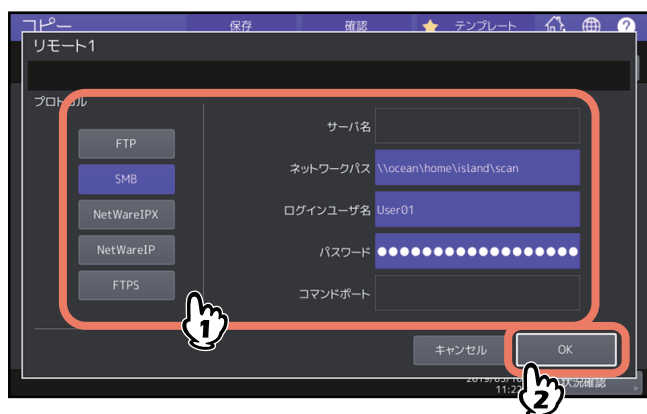 コピー 保存 確認 テンプレート ?
リモート1
プロトコル
サーバ名
FTP
ネットワークパス \\ocean\home\island\scan
SMB
ログインユーザ名 User01
NetWareIPX
パスワード ●●●●●●●●●●●●●●●●●●
NetWareIP
FTPS
コマンドポート
1
キャンセル OK
状況確認
2